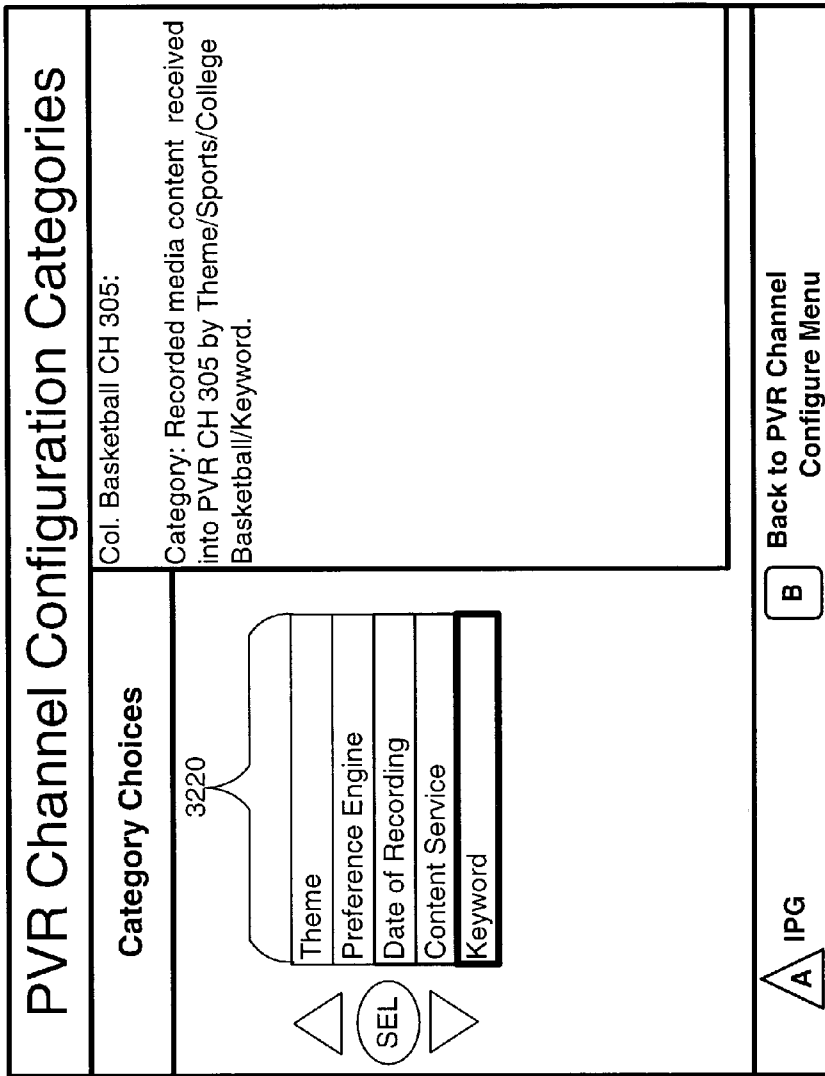 PVR Channel Configuration Categories
Category Choices
3220
Theme
Preference Engine
Date of Recording
Content Service
Keyword
SEL
Col. Basketball CH 305:
Category: Recorded media content received
into PVR CH 305 by Theme/Sports/College
Basketball/Keyword.
A IPG
B Back to PVR Channel
Configure Menu